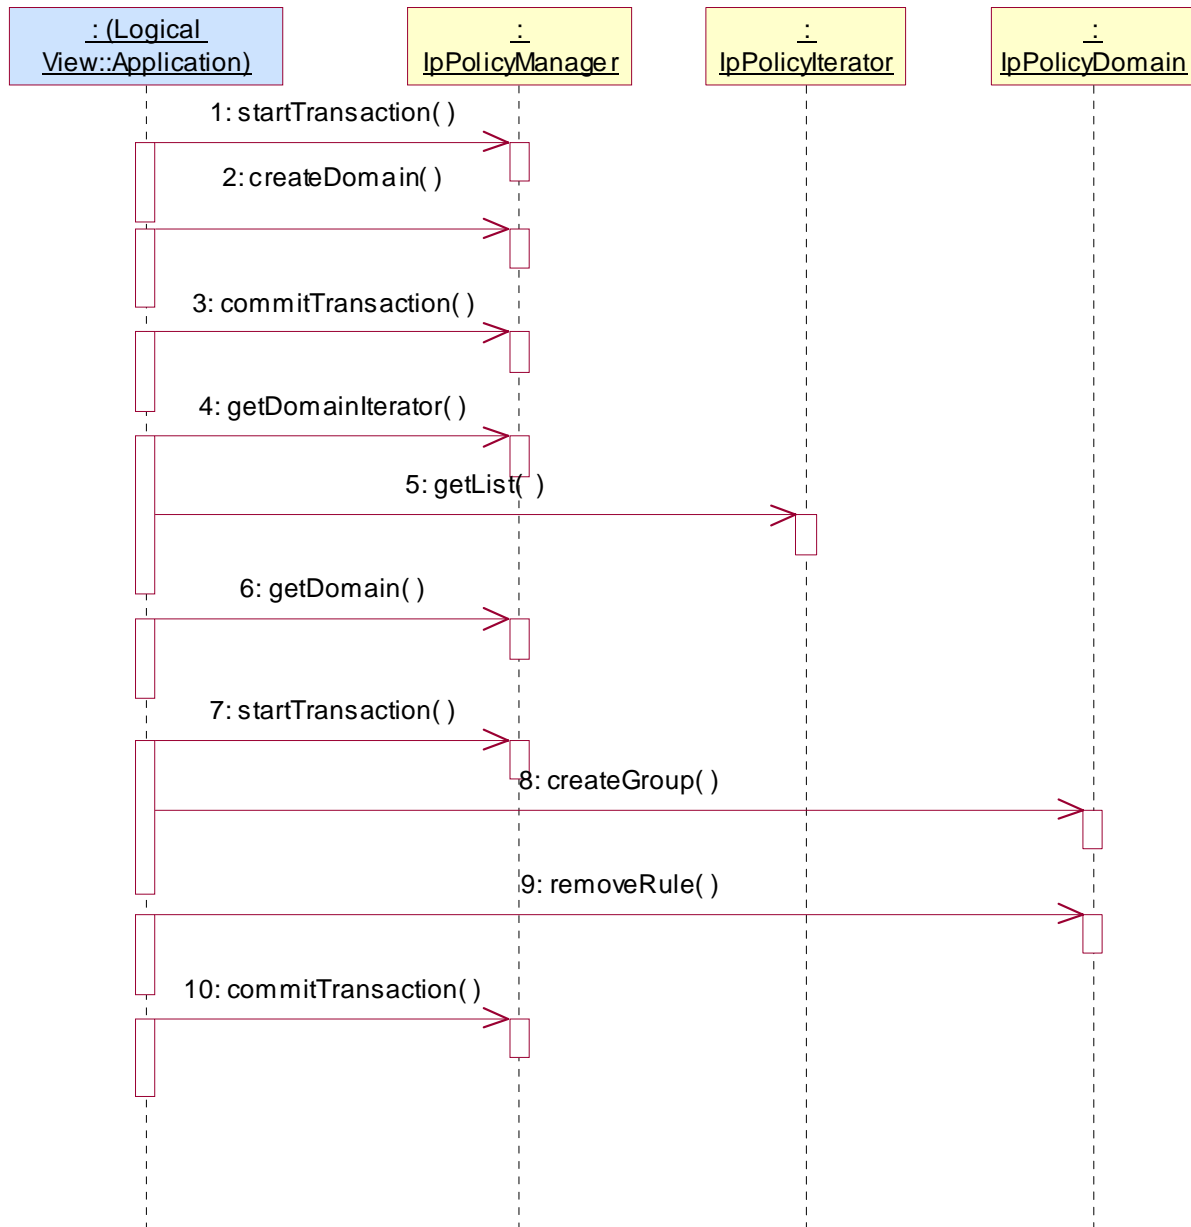 : (Logical
View::Application)
:
IpPolicyManager
:
IpPolicyIterator
:
IpPolicyDomain
1: startTransaction( )
2: createDomain( )
3: commitTransaction( )
4: getDomainIterator( )
5: getList( )
6: getDomain( )
7: startTransaction( )
8: createGroup( )
9: removeRule( )
10: commitTransaction( )